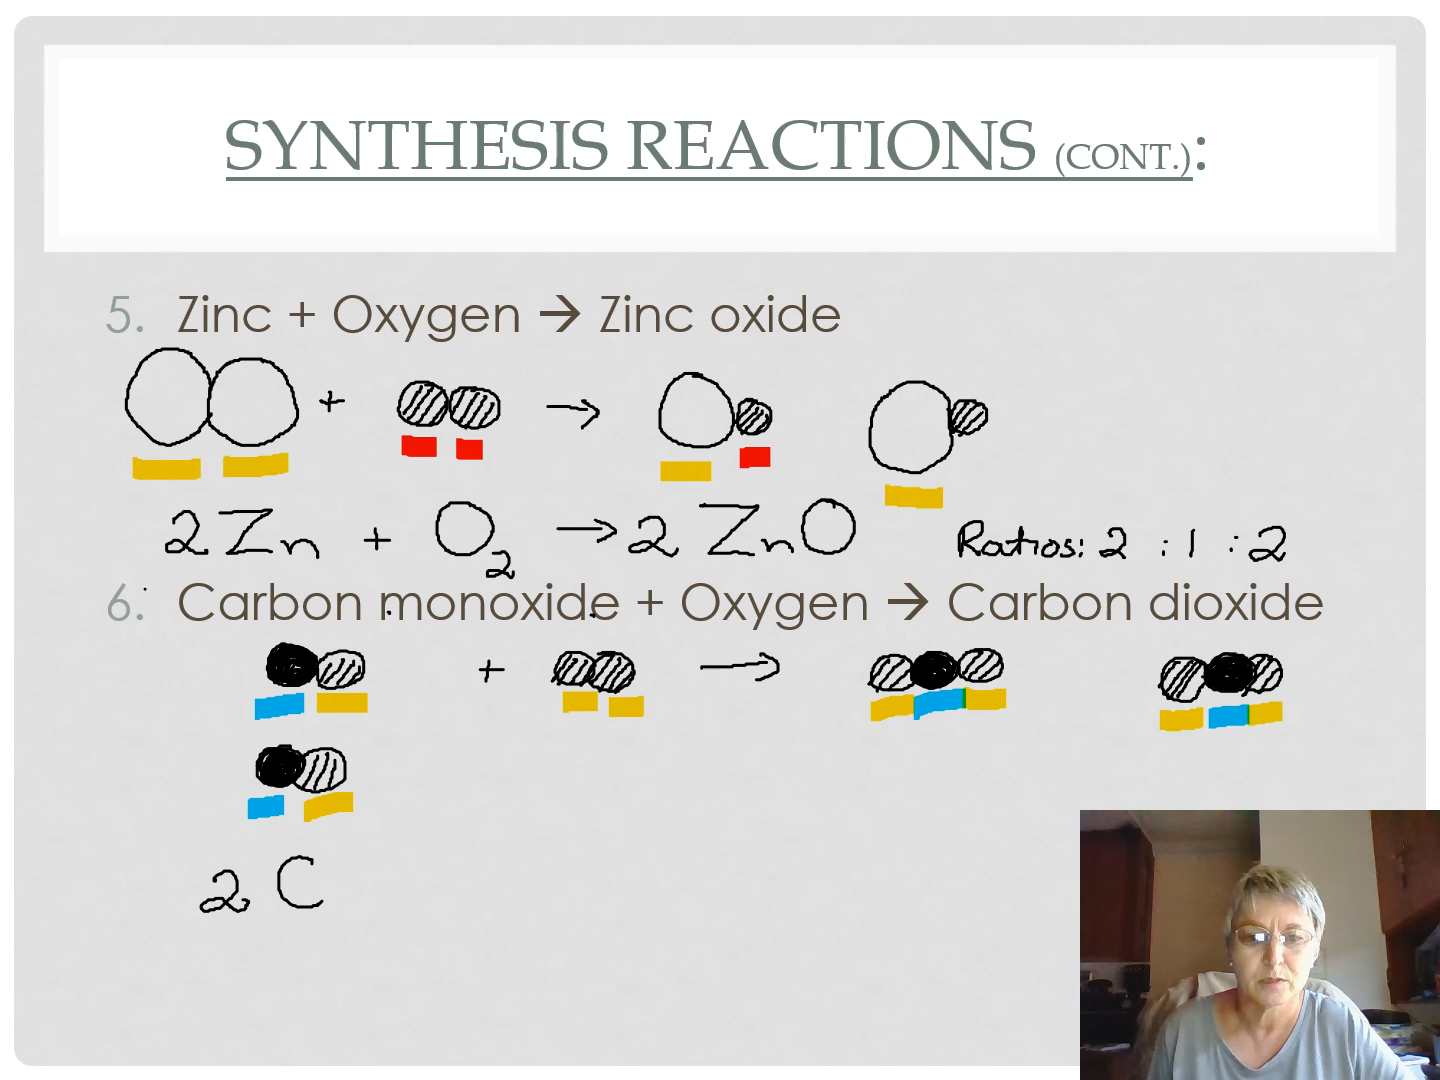 SYNTHESIS REACTIONS (CONT.):
5. Zinc + Oxygen → Zinc oxide
+ →
2 Zn + O₂ → 2 ZnO Ratios: 2 : 1 : 2
6. Carbon monoxide + Oxygen → Carbon dioxide
+ →
2 C